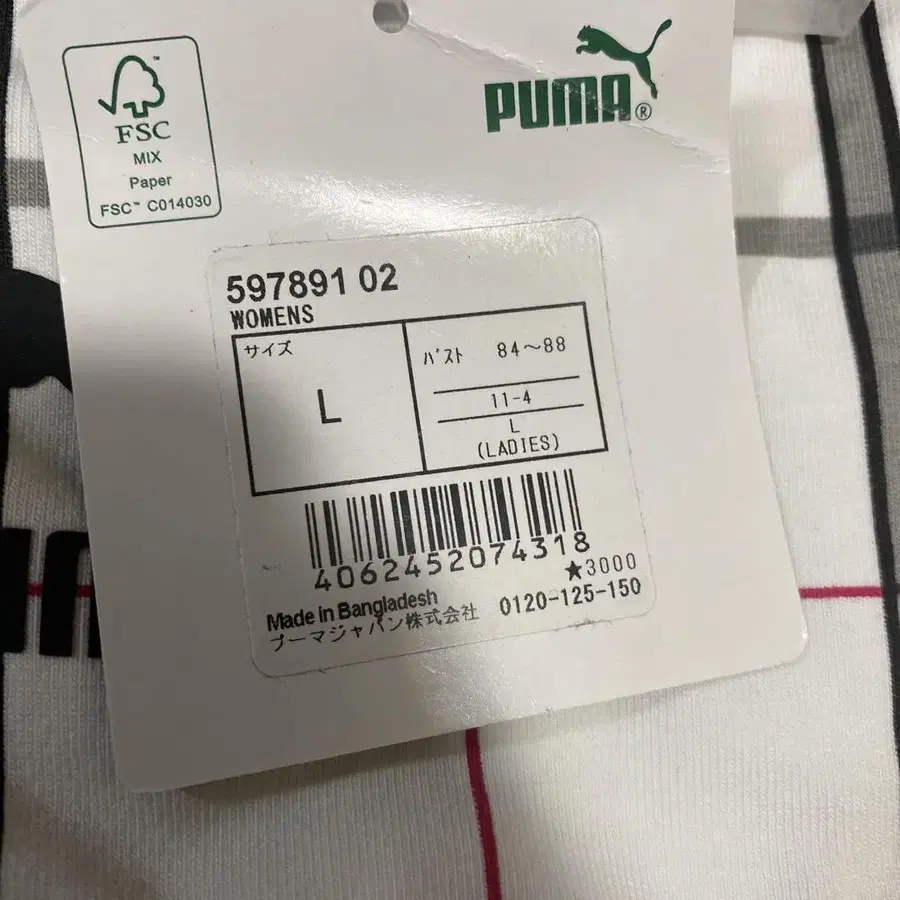 FSC™
MIX
Paper
FSC™ C014030
PUMA®
597891 02
WOMENS
サイズ
L
バスト 84〜88
11-4
L
(LADIES)
4062452074318
★3000
Made in Bangladesh
プーマジャパン株式会社 0120-125-150